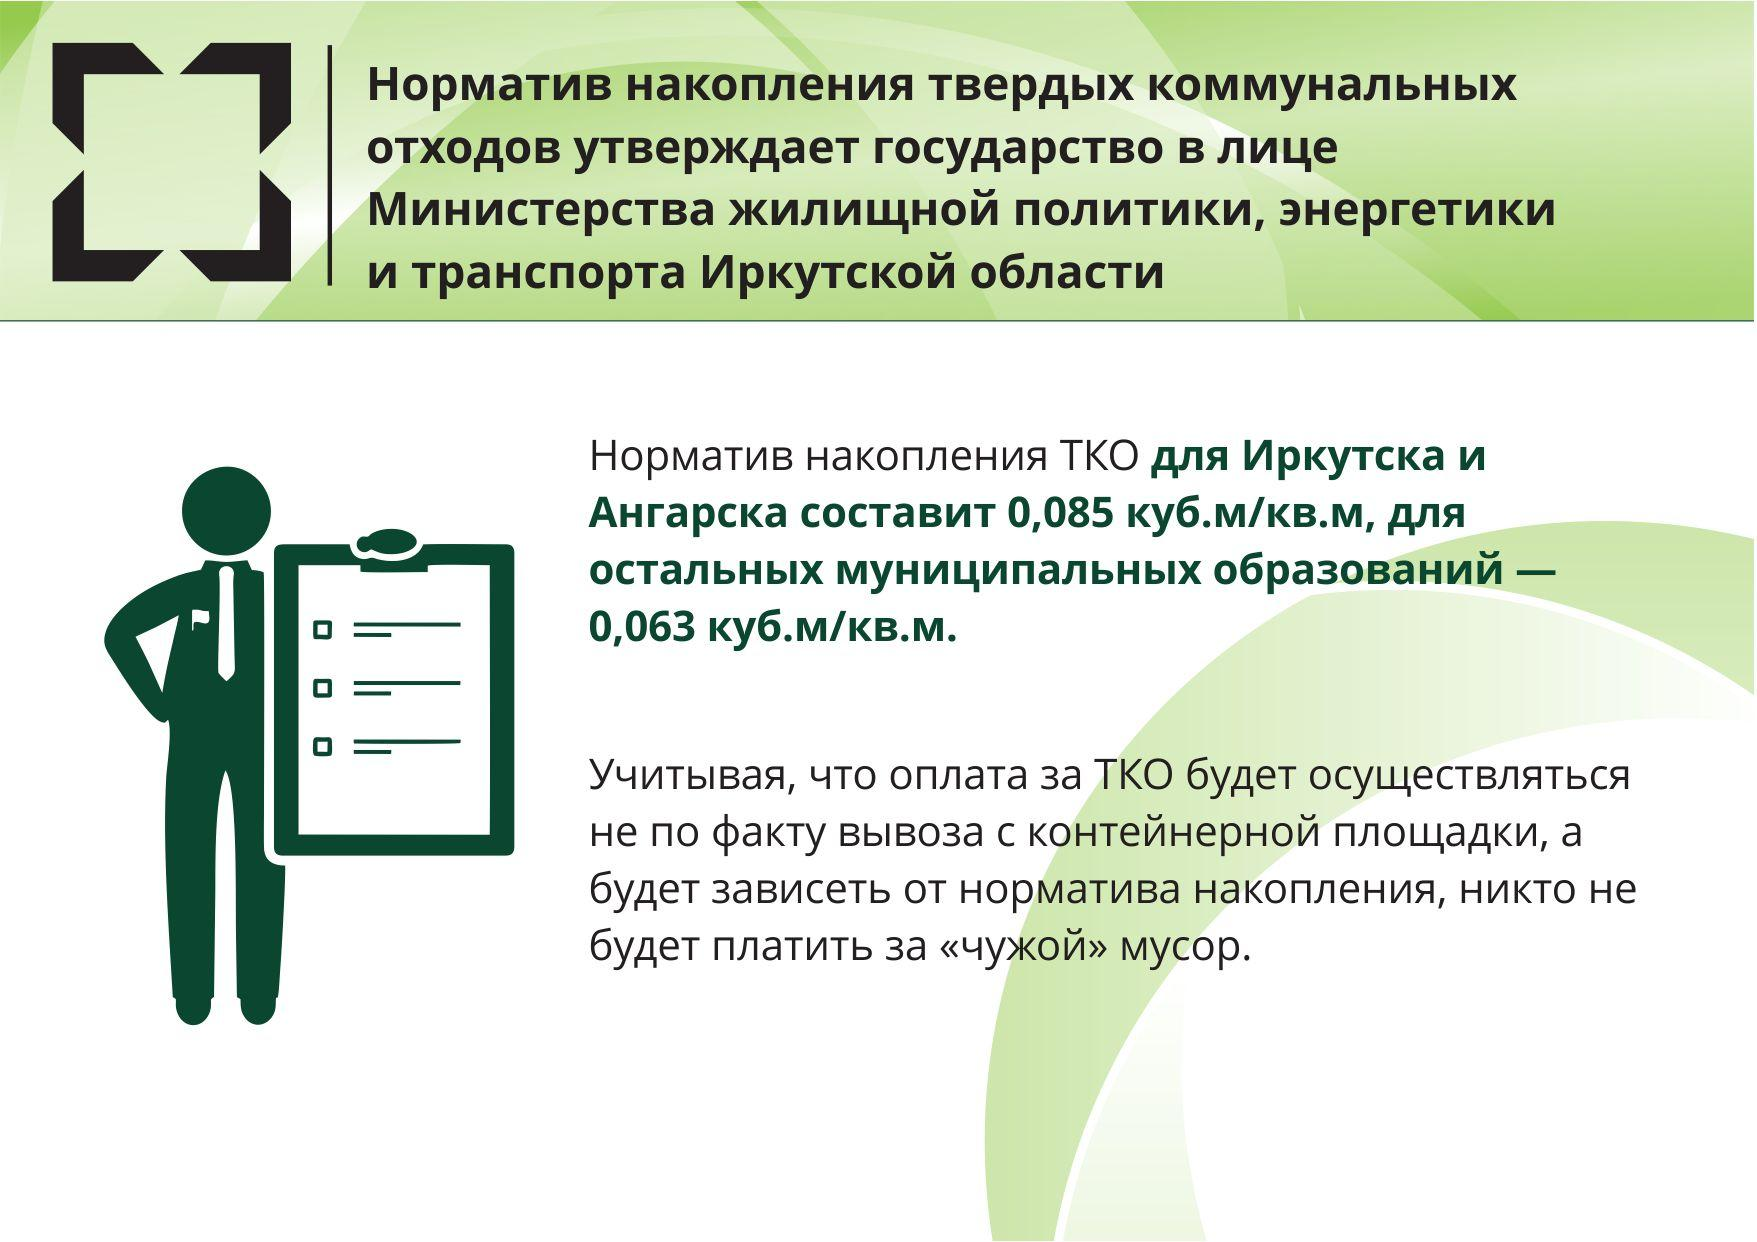 Норматив накопления твердых коммунальных
отходов утверждает государство в лице
Министерства жилищной политики, энергетики
и транспорта Иркутской области
Норматив накопления ТКО для Иркутска и
Ангарска составит 0,085 куб.м/кв.м, для
остальных муниципальных образований —
0,063 куб.м/кв.м.
Учитывая, что оплата за ТКО будет осуществляться
не по факту вывоза с контейнерной площадки, а
будет зависеть от норматива накопления, никто не
будет платить за «чужой» мусор.